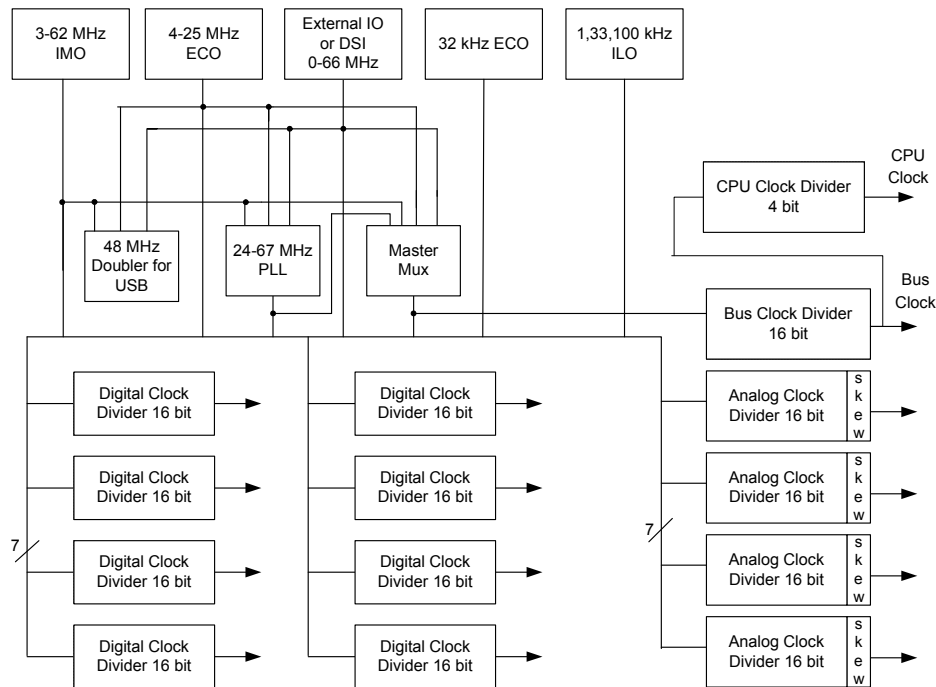 3-62 MHz
IMO
4-25 MHz
ECO
External IO
or DSI
0-66 MHz
32 kHz ECO
1,33,100 kHz
ILO
CPU
Clock
CPU Clock Divider
4 bit
48 MHz
Doubler for
USB
24-67 MHz
PLL
Master
Mux
Bus
Clock
Bus Clock Divider
16 bit
Digital Clock
Divider 16 bit
Digital Clock
Divider 16 bit
Analog Clock
Divider 16 bit
s
k
e
w
Digital Clock
Divider 16 bit
Digital Clock
Divider 16 bit
Analog Clock
Divider 16 bit
s
k
e
w
7
7
Digital Clock
Divider 16 bit
Digital Clock
Divider 16 bit
Analog Clock
Divider 16 bit
s
k
e
w
Digital Clock
Divider 16 bit
Digital Clock
Divider 16 bit
Analog Clock
Divider 16 bit
s
k
e
w